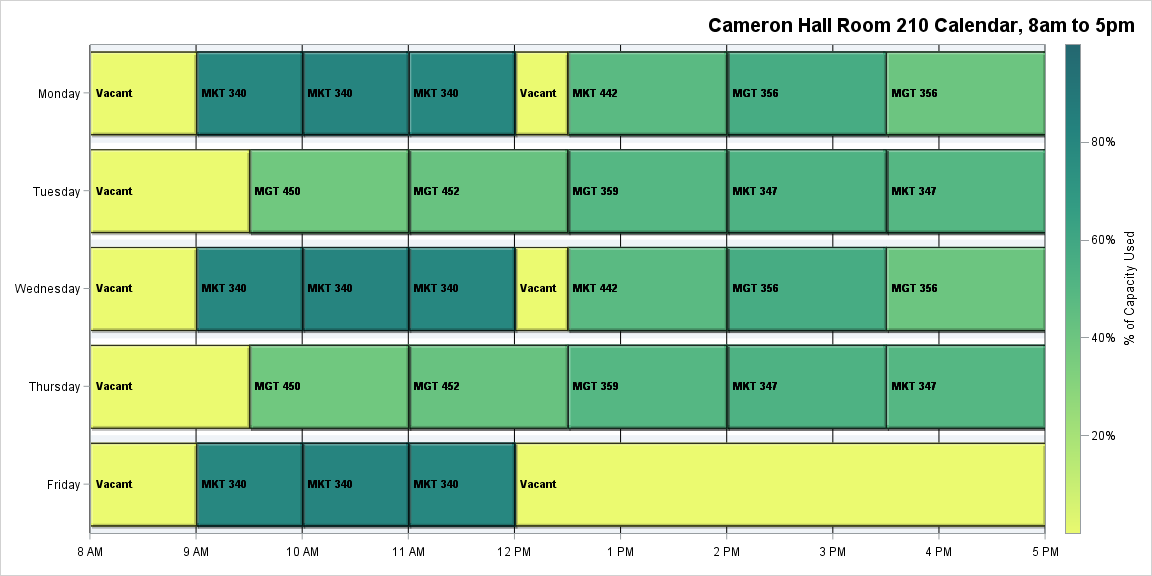 Cameron Hall Room 210 Calendar, 8am to 5pm
Monday
Vacant
MKT 340
MKT 340
MKT 340
Vacant
MKT 442
MGT 356
MGT 356
Tuesday
Vacant
MGT 450
MGT 452
MGT 359
MKT 347
MKT 347
Wednesday
Vacant
MKT 340
MKT 340
MKT 340
Vacant
MKT 442
MGT 356
MGT 356
Thursday
Vacant
MGT 450
MGT 452
MGT 359
MKT 347
MKT 347
Friday
Vacant
MKT 340
MKT 340
MKT 340
Vacant
8 AM
9 AM
10 AM
11 AM
12 PM
1 PM
2 PM
3 PM
4 PM
5 PM
80%
60%
40%
20%
% of Capacity Used